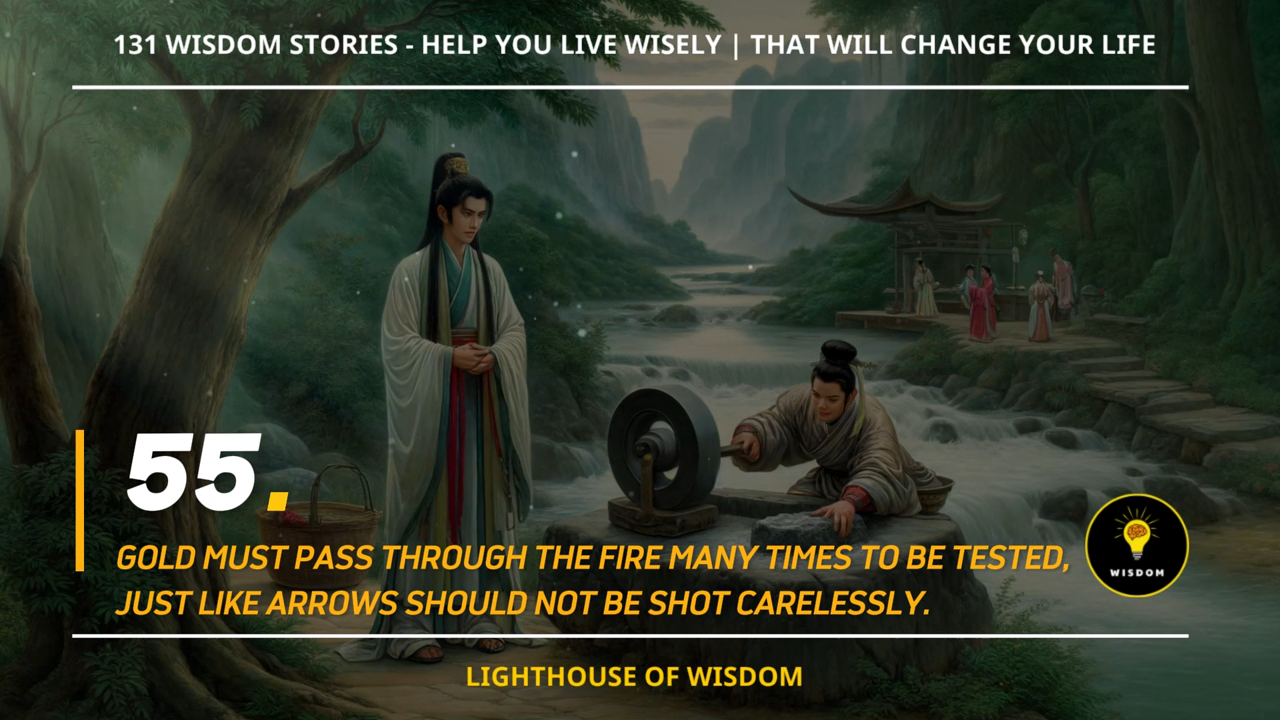 131 WISDOM STORIES - HELP YOU LIVE WISELY | THAT WILL CHANGE YOUR LIFE
55.
GOLD MUST PASS THROUGH THE FIRE MANY TIMES TO BE TESTED,
JUST LIKE ARROWS SHOULD NOT BE SHOT CARELESSLY.
WISDOM
LIGHTHOUSE OF WISDOM